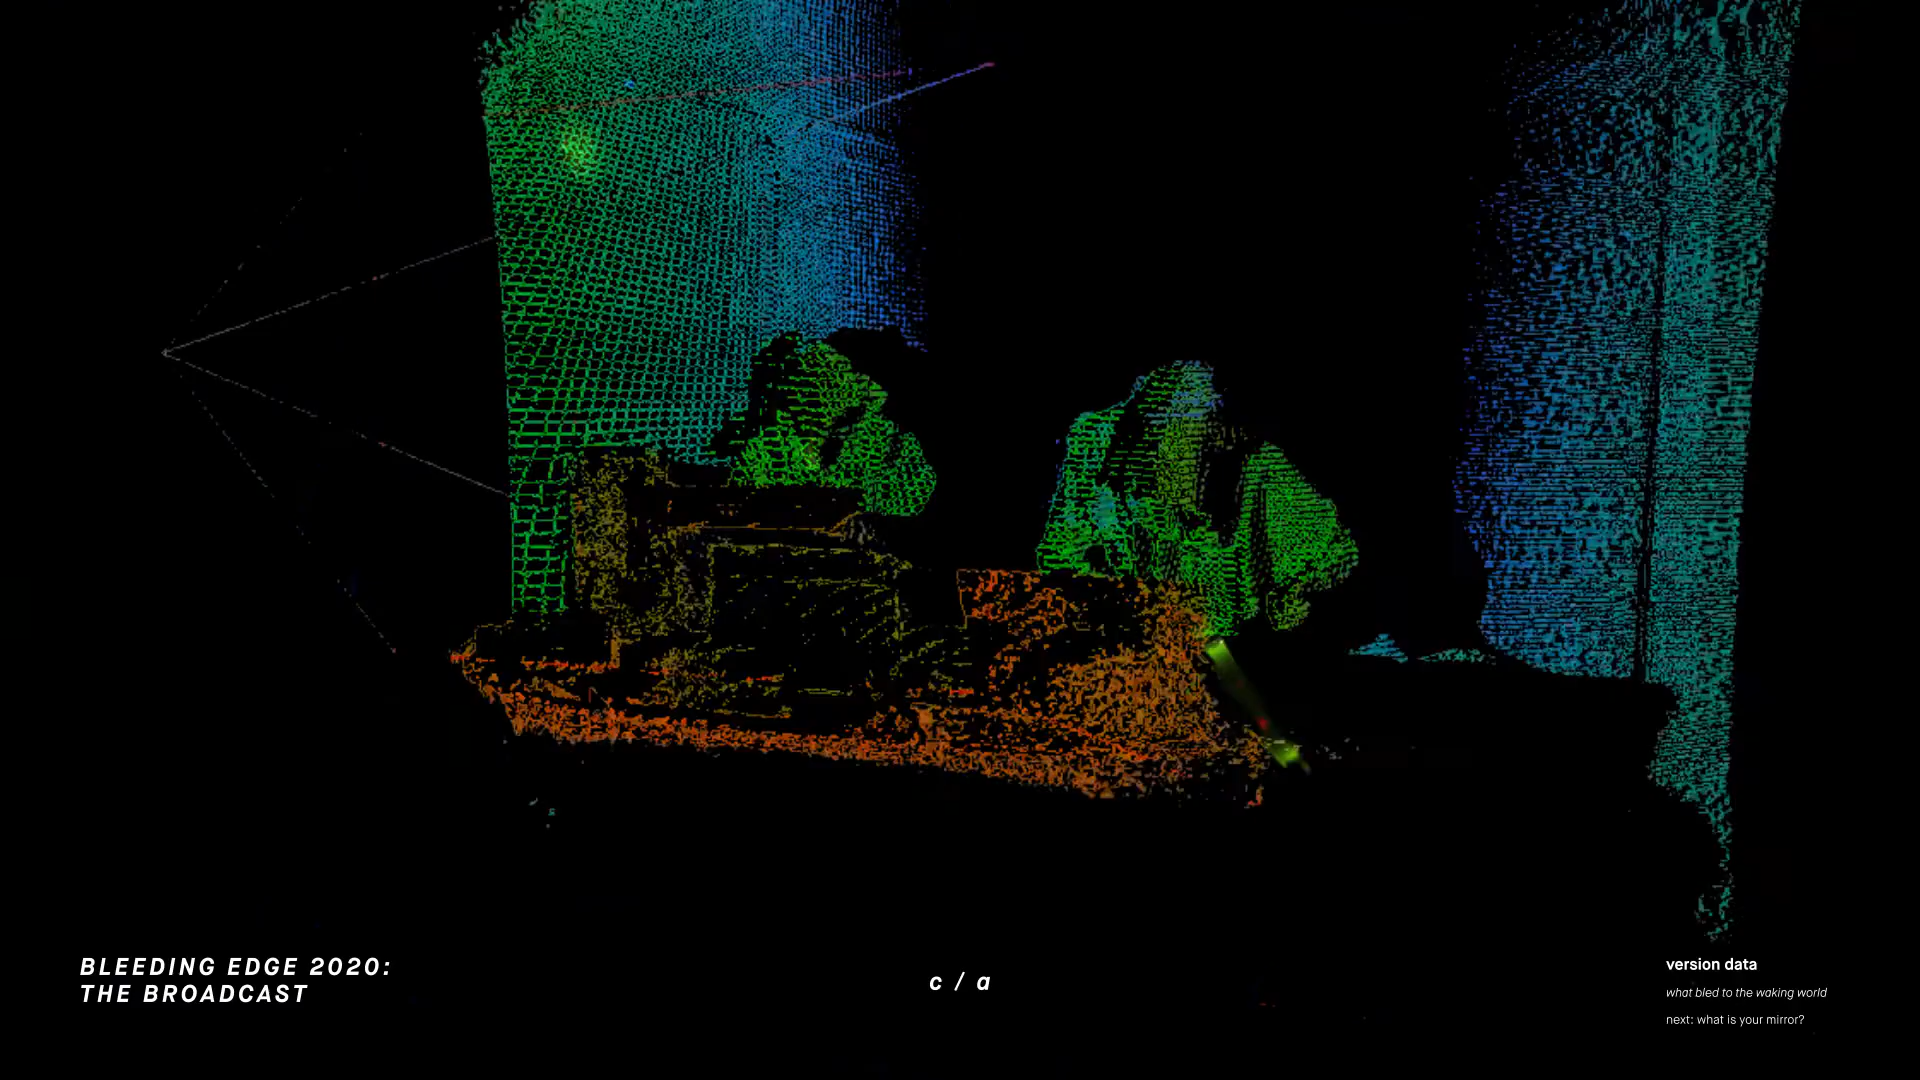 BLEEDING EDGE 2020:
THE BROADCAST
c / a
version data
what bled to the waking world
next: what is your mirror?